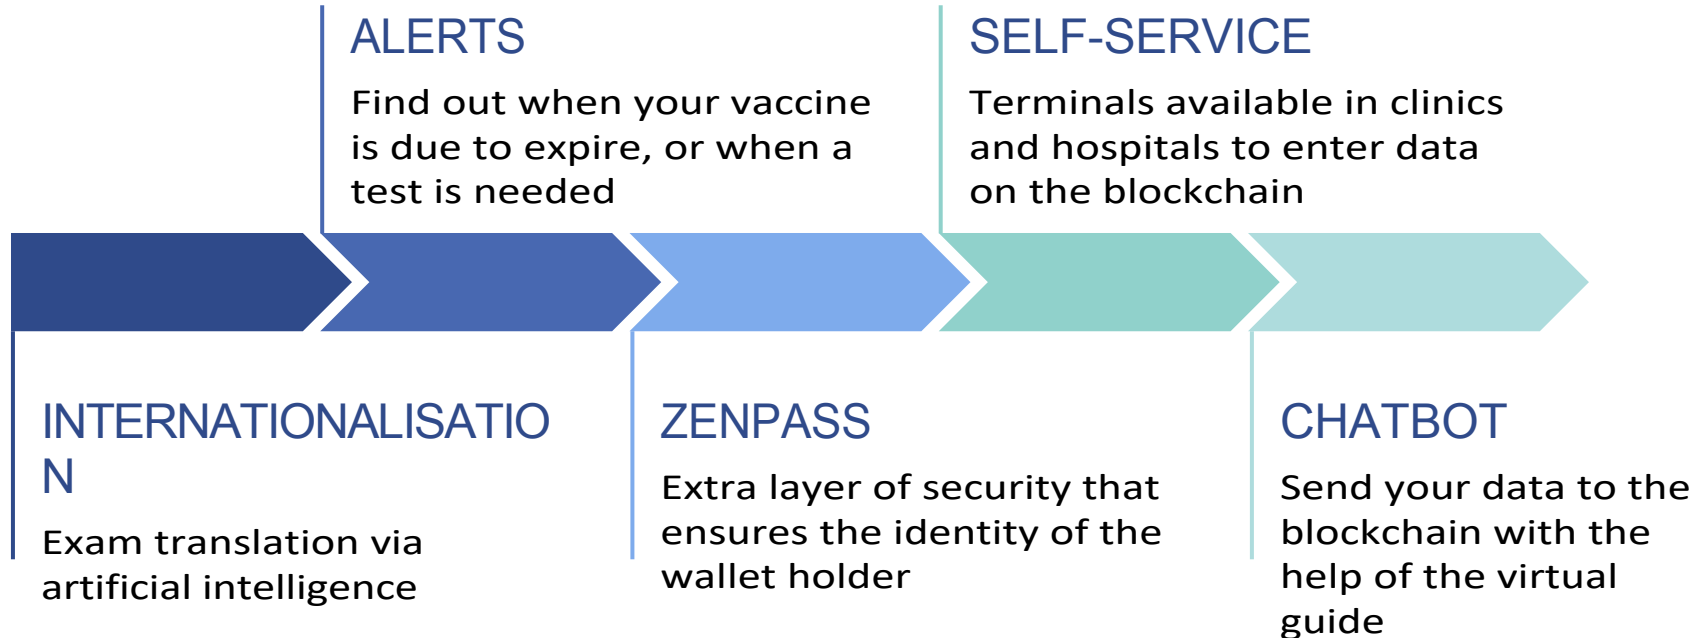 ALERTS
Find out when your vaccine
is due to expire, or when a
test is needed
SELF-SERVICE
Terminals available in clinics
and hospitals to enter data
on the blockchain
INTERNATIONALISATIO
N
Exam translation via
artificial intelligence
ZENPASS
Extra layer of security that
ensures the identity of the
wallet holder
CHATBOT
Send your data to the
blockchain with the
help of the virtual
guide